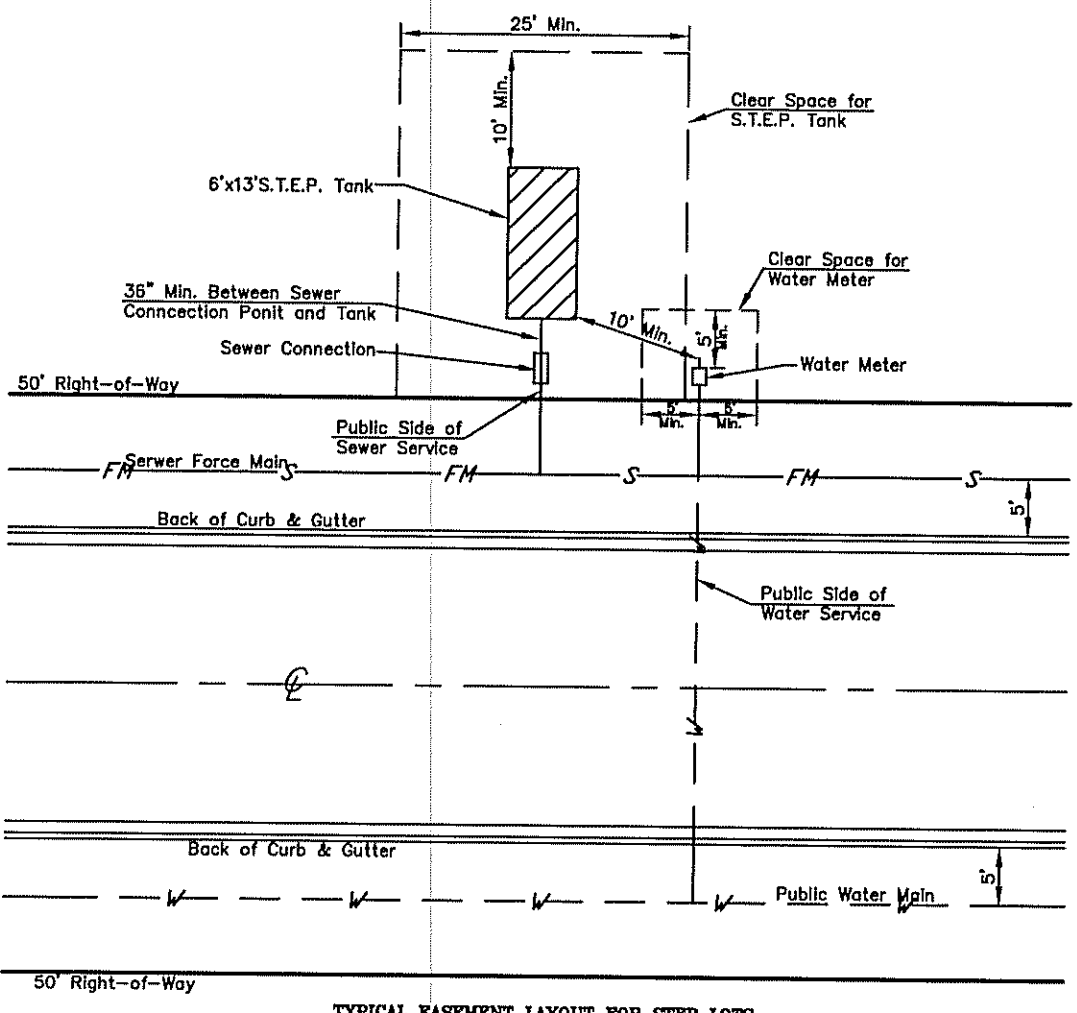 25' Min.
10' Min.
Clear Space for
S.T.E.P. Tank
6'x13'S.T.E.P. Tank
Clear Space for
Water Meter
36" Min. Between Sewer
Conncection Ponit and Tank
10' Min.
5'
Min.
Sewer Connection
Water Meter
50' Right-of-Way
5'
Min.
5'
Min.
Public Side of
Sewer Service
FM Serwer Force Main S FM S FM S
5'
Back of Curb & Gutter
Public Side of
Water Service
W
Back of Curb & Gutter
5'
W W W W Public Water Main W
50' Right-of-Way
TYPICAL EASEMENT LAYOUT FOR STEP LOTS